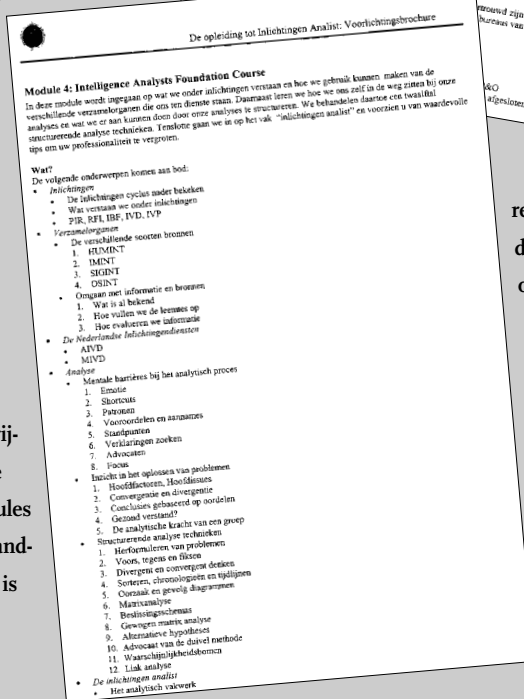 De opleiding tot Inlichtingen Analist: Voorlichtingsbrochure
Module 4: Intelligence Analysts Foundation Course
In deze module wordt ingegaan op wat we onder inlichtingen verstaan en hoe we gebruik kunnen maken van de
verschillende verzamelorganen die ons ten dienste staan. Daarnaast leren we hoe we ons zelf in de weg zitten bij onze
analyses en wat we er aan kunnen doen door onze analyses te structureren. We behandelen daartoe een twaalftal
structurerende analyse technieken. Tenslotte gaan we in op het vak "inlichtingen analist" en voorzien u van waardevolle
tips om uw professionaliteit te vergroten.
Wat?
De volgende onderwerpen komen aan bod:
• Inlichtingen
• De Inlichtingen cyclus nader bekeken
• Wat verstaan we onder inlichtingen
• PIR, RFI, IBF, IVD, IVP
• Verzamelorganen
• De verschillende soorten bronnen
1. HUMINT
2. IMINT
3. SIGINT
4. OSINT
• Omgaan met informatie en bronnen
1. Wat is al bekend
2. Hoe vullen we de leemtes op
3. Hoe evalueren we informatie
• De Nederlandse Inlichtingendiensten
• AIVD
• MIVD
• Analyse
• Mentale barrières bij het analytisch proces
1. Emotie
2. Shortcuts
3. Patronen
4. Vooroordelen en aannames
5. Standpunten
6. Verklaringen zoeken
7. Advocaten
8. Focus
• Inzicht in het oplossen van problemen
1. Hoofdfactoren, Hoofdissues
2. Convergentie en divergentie
3. Conclusies gebaseerd op oordelen
4. Gezond verstand?
5. De analytische kracht van een groep
• Structurerende analyse technieken
1. Herformuleren van problemen
2. Voors, tegens en fiksen
3. Divergent en convergent denken
4. Sorteren, chronologieën en tijdlijnen
5. Oorzaak en gevolg diagrammen
6. Matrixanalyse
7. Beslissingsschemas
8. Gewogen matrix analyse
9. Alternatieve hypotheses
10. Advocaat van de duivel methode
11. Waarschijnlijkheidsbomen
12. Link analyse
• De inlichtingen analist
• Het analytisch vakwerk
trouwd zijn
bureaus van
&O
afgesloten
re
d
ij-
ules
and-
is